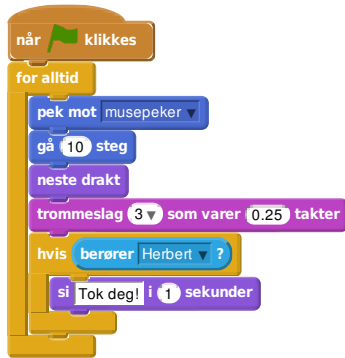 når klikkes
for alltid
pek mot musepeker
gå 10 steg
neste drakt
trommeslag 3 som varer 0.25 takter
hvis berører Herbert ?
si Tok deg! i 1 sekunder